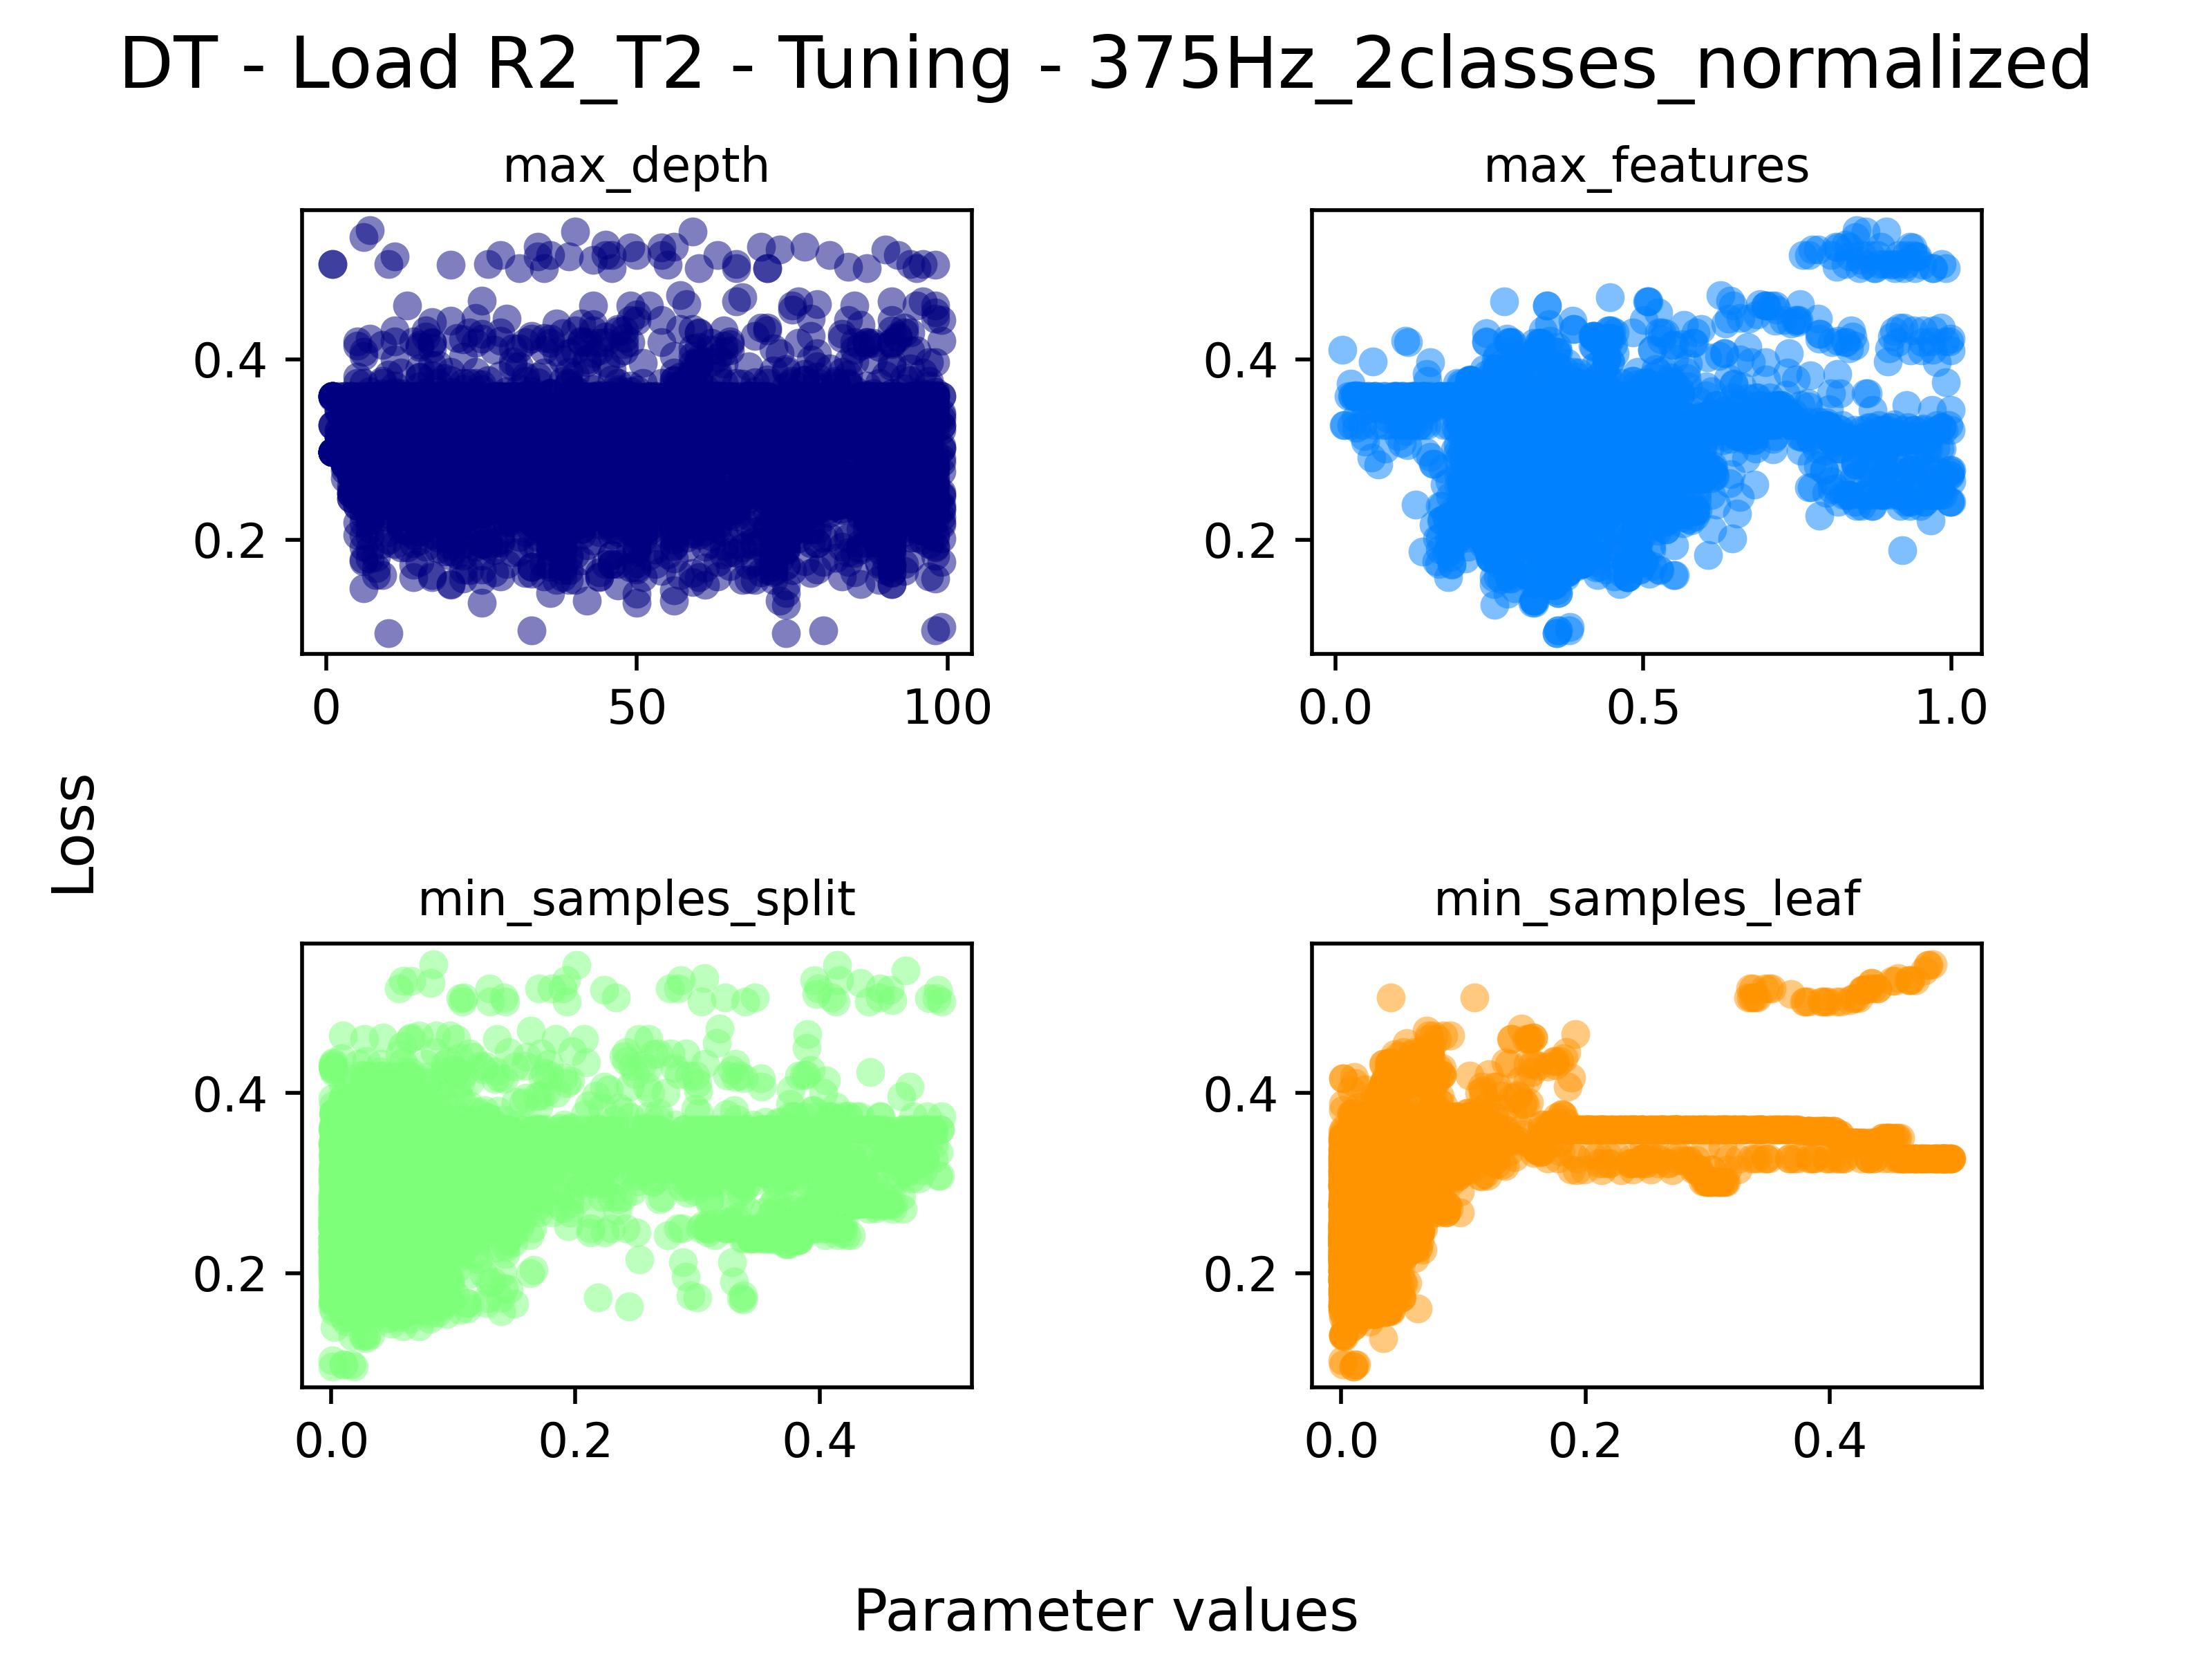 DT - Load R2_T2 - Tuning - 375Hz_2classes_normalized
max_depth
max_features
0.4
0.2
0
50
100
0.4
0.2
0.0
0.5
1.0
Loss
min_samples_split
min_samples_leaf
0.4
0.2
0.0
0.2
0.4
0.4
0.2
0.0
0.2
0.4
Parameter values